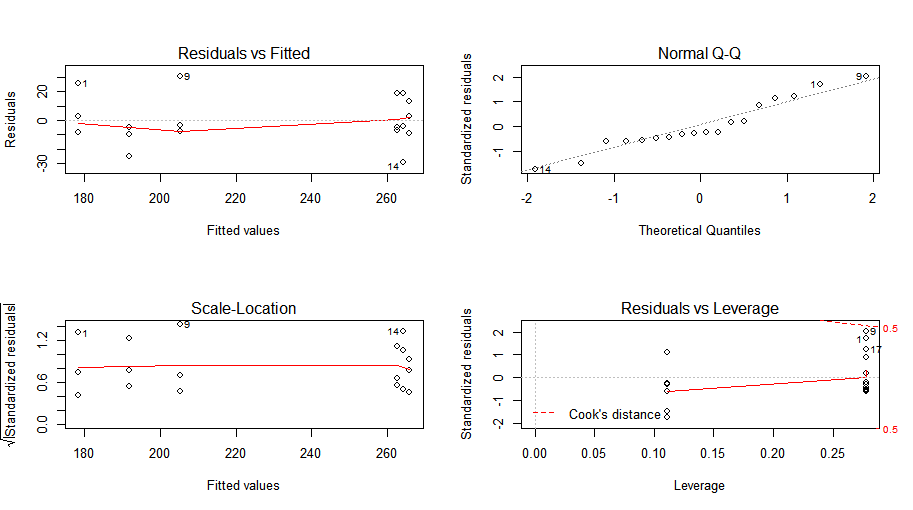 Residuals vs Fitted
Residuals
20
-30
1
9
14
180 200 220 240 260
Fitted values
Normal Q-Q
Standardized residuals
2
1
0
-1
14
1
9
-2 -1 0 1 2
Theoretical Quantiles
Scale-Location
√|Standardized residuals|
1.2
0.6
0.0
1
9
14
180 200 220 240 260
Fitted values
Residuals vs Leverage
Standardized residuals
2
1
0
-1
-2
9
1
17
0.5
0.5
Cook's distance
0.00 0.05 0.10 0.15 0.20 0.25
Leverage